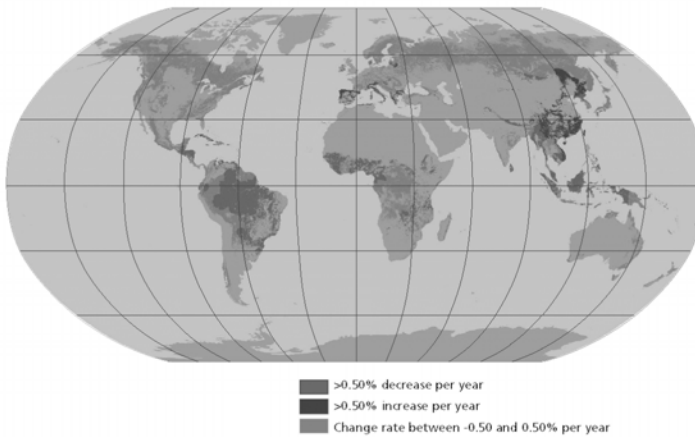 >0.50% decrease per year
>0.50% increase per year
Change rate between -0.50 and 0.50% per year